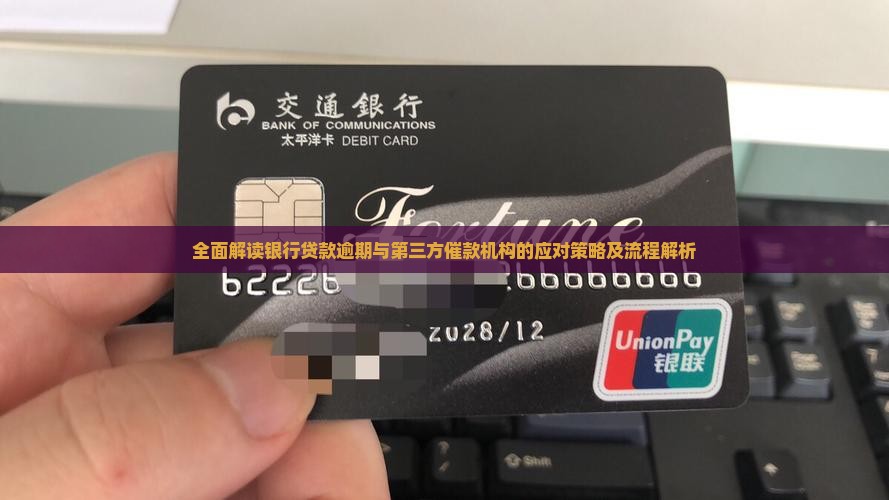 交通銀行
BANK OF COMMUNICATIONS
太平洋卡 DEBIT CARD
Fortune
全面解读银行贷款逾期与第三方催款机构的应对策略及流程解析
62226
2028/12
UnionPay
银联
Shift